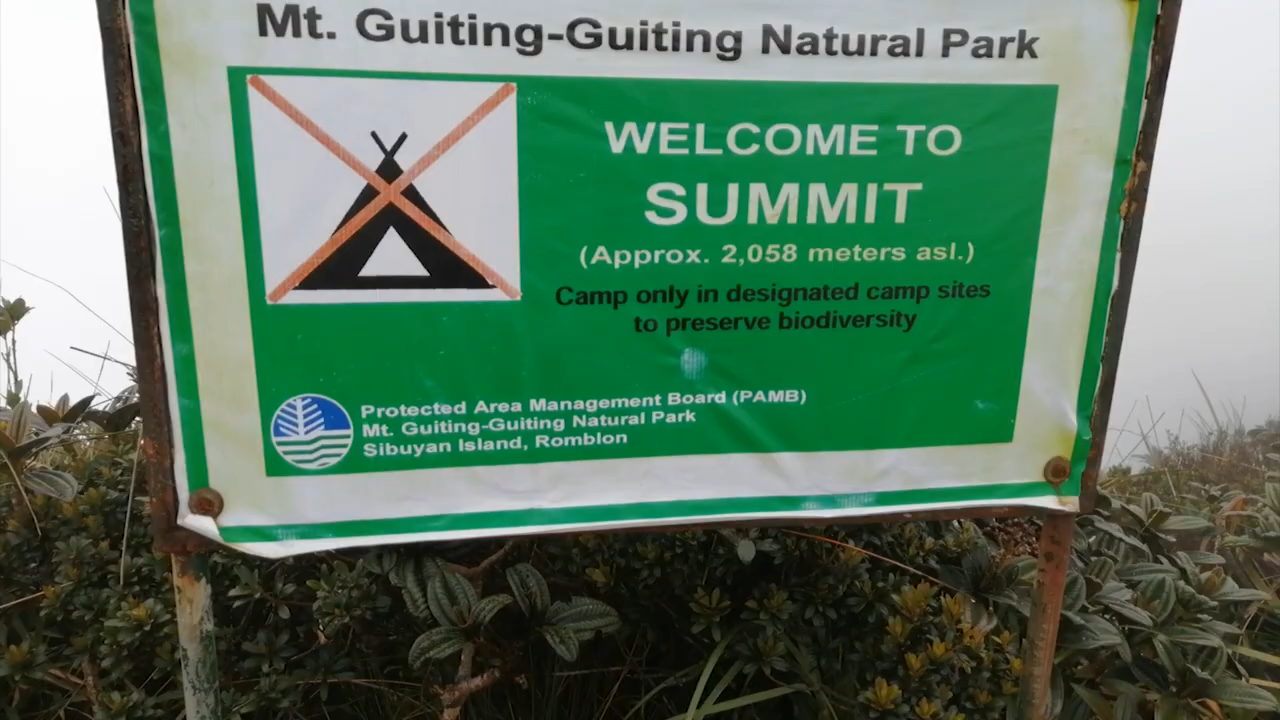 Mt. Guiting-Guiting Natural Park
WELCOME TO
SUMMIT
(Approx. 2,058 meters asl.)
Camp only in designated camp sites
to preserve biodiversity
Protected Area Management Board (PAMB)
Mt. Guiting-Guiting Natural Park
Sibuyan Island, Romblon